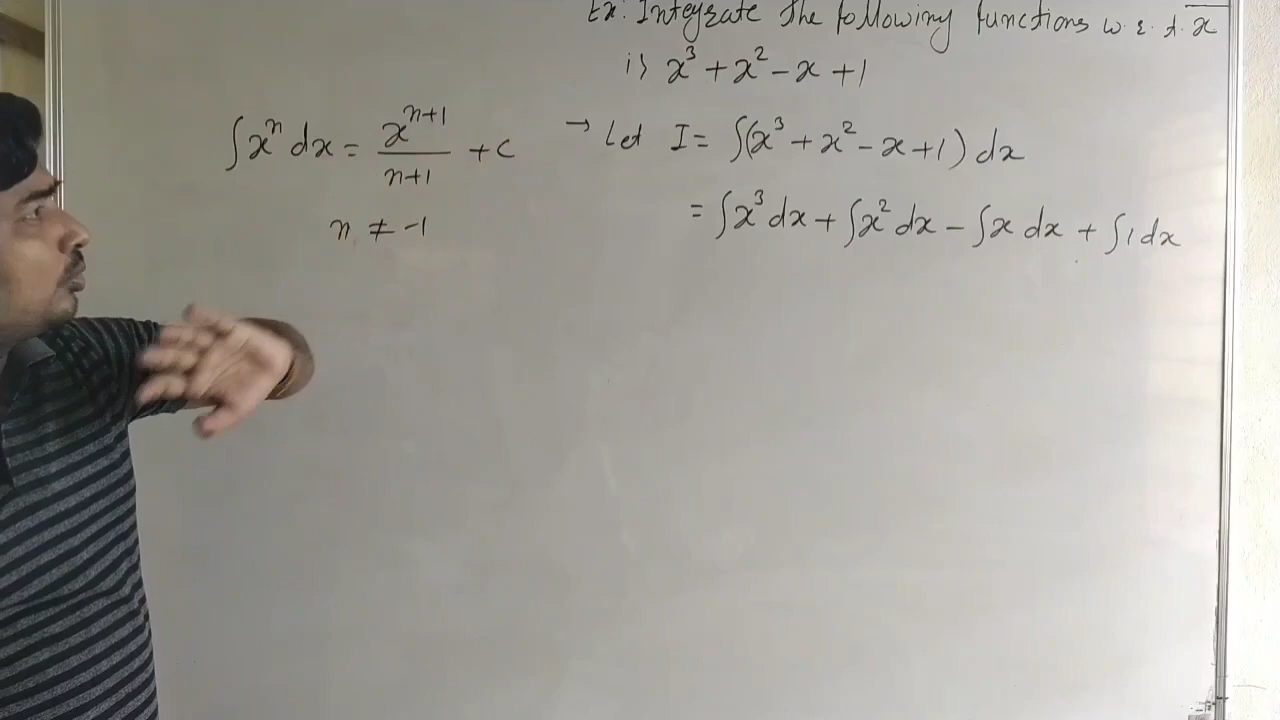 Ex: Integrate the following functions w.r.t. x
i) x³ + x² - x + 1
∫xⁿ dx = xⁿ⁺¹/n+1 + c
n ≠ -1
→ Let I = ∫(x³ + x² - x + 1) dx
= ∫x³ dx + ∫x² dx - ∫x dx + ∫1 dx